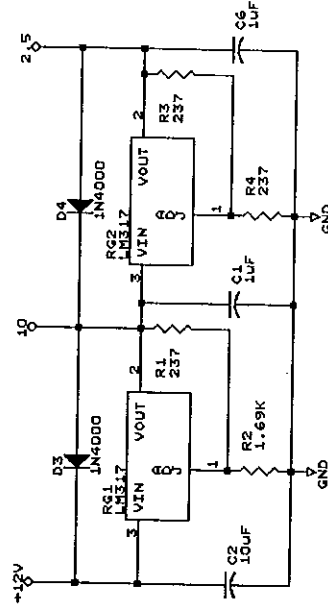 +12V
10
2.5
D3
1N4000
D4
1N4000
RG1
LM317
VIN
VOUT
ADJ
3
2
1
R1
237
R2
1.69K
C2
10uF
GND
RG2
LM317
VIN
VOUT
ADJ
3
2
1
R3
237
R4
237
C1
1uF
C6
1uF
GND